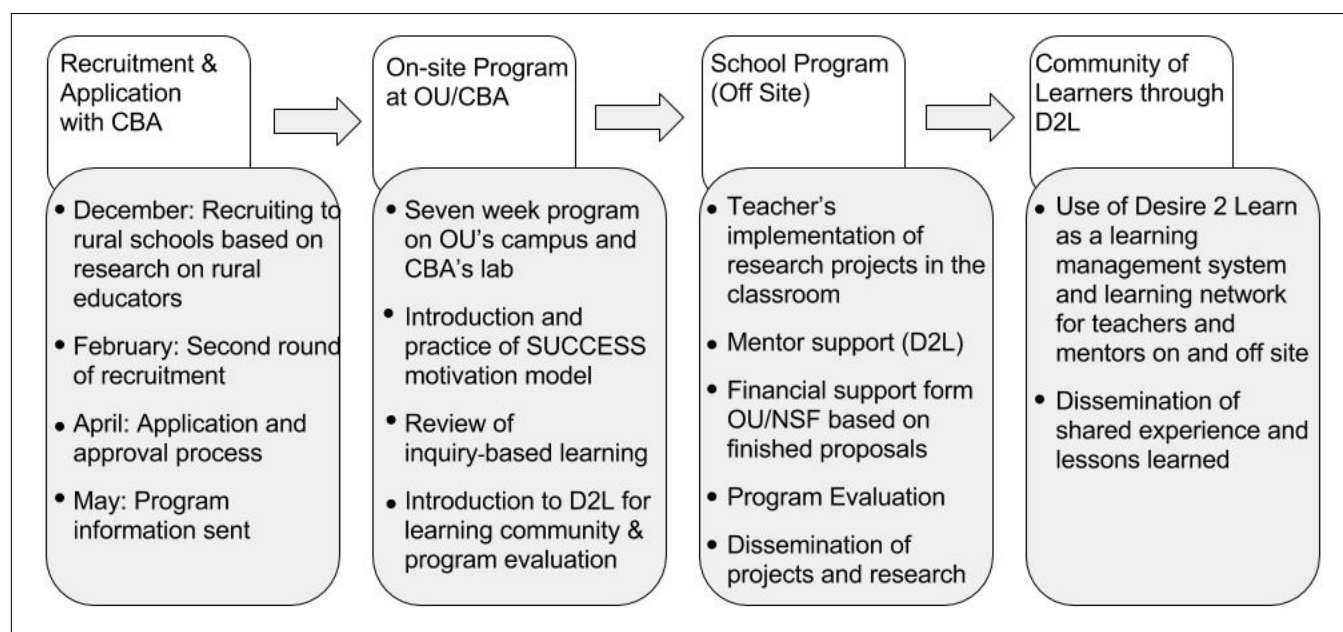 Recruitment &
Application
with CBA
• December: Recruiting to
rural schools based on
research on rural
educators
• February: Second round
of recruitment
• April: Application and
approval process
• May: Program
information sent
On-site Program
at OU/CBA
• Seven week program
on OU's campus and
CBA's lab
• Introduction and
practice of SUCCESS
motivation model
• Review of
inquiry-based learning
• Introduction to D2L for
learning community &
program evaluation
School Program
(Off Site)
• Teacher's
implementation of
research projects in the
classroom
• Mentor support (D2L)
• Financial support form
OU/NSF based on
finished proposals
• Program Evaluation
• Dissemination of
projects and research
Community of
Learners through
D2L
• Use of Desire 2 Learn
as a learning
management system
and learning network
for teachers and
mentors on and off site
• Dissemination of
shared experience and
lessons learned